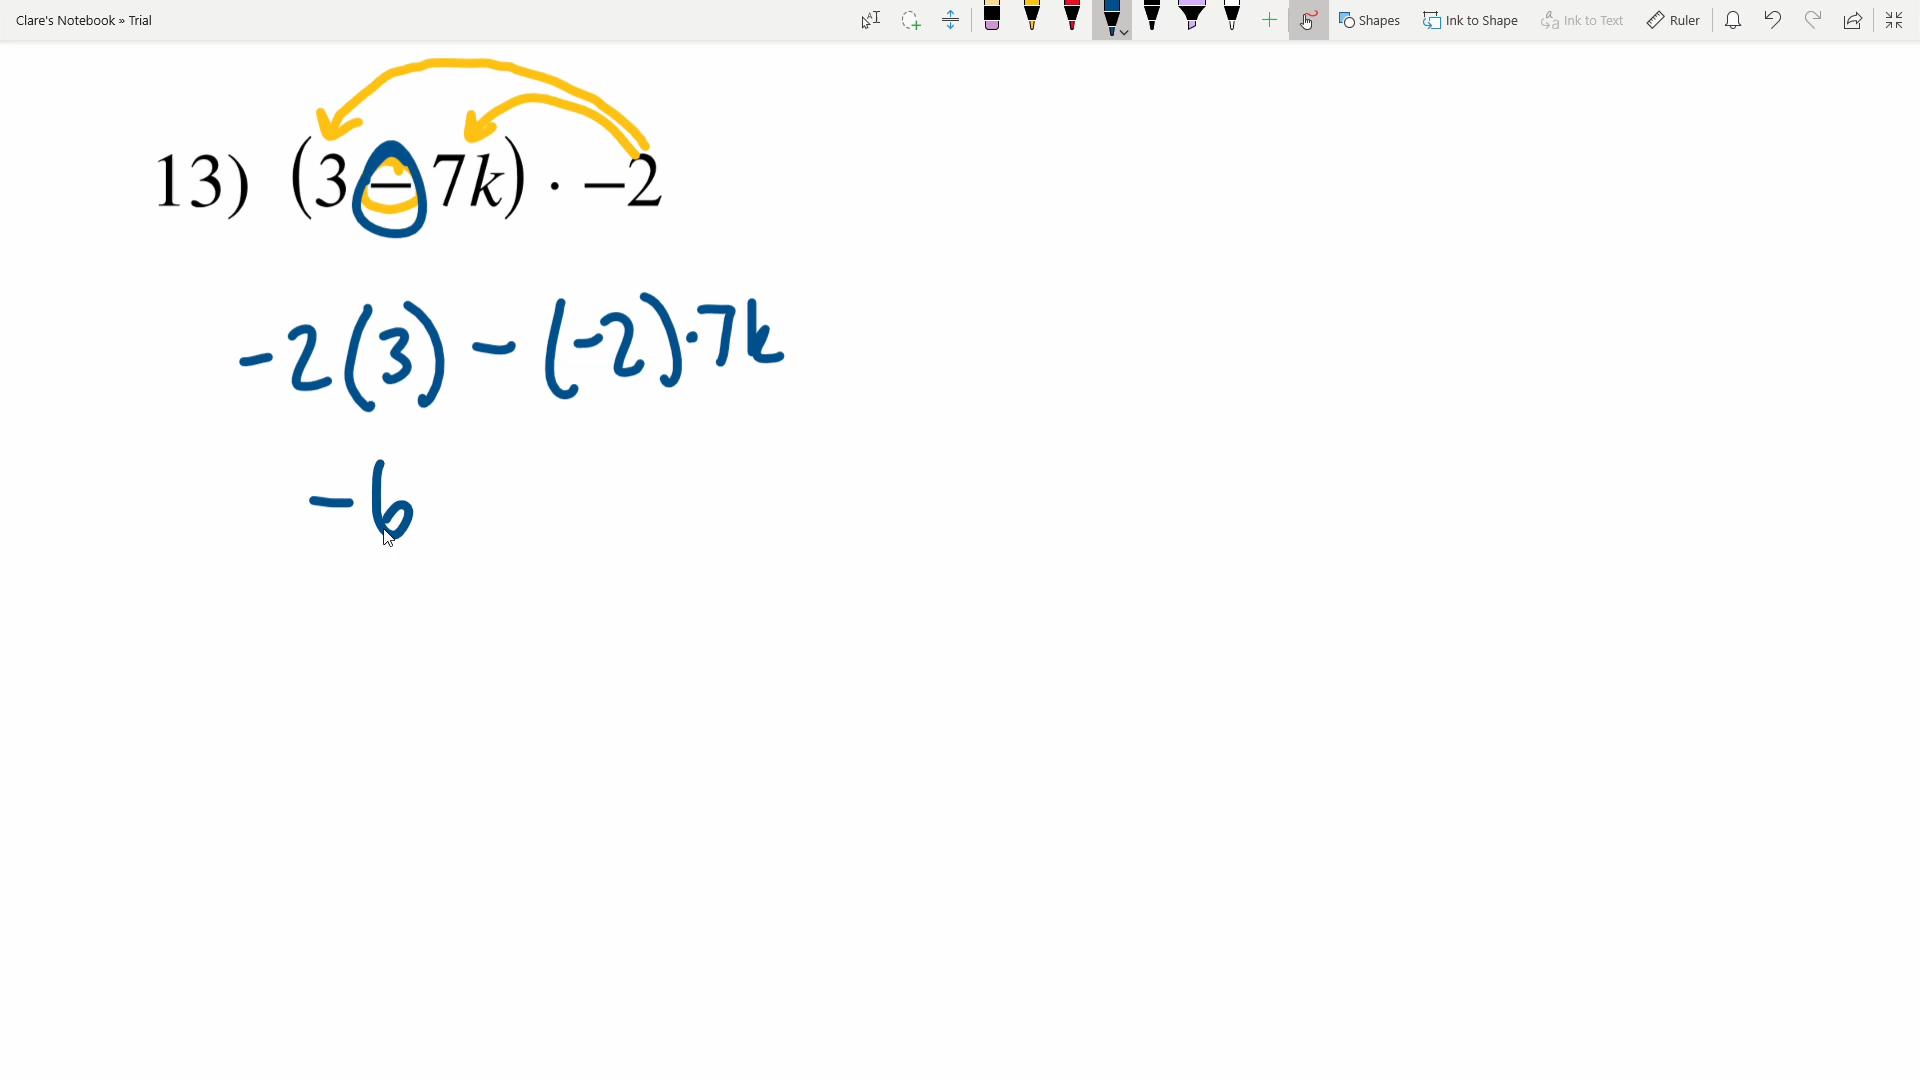 Clare's Notebook » Trial
Shapes
Ink to Shape
Ink to Text
Ruler
13) (3 − 7k) · −2
-2(3) - (-2)·7k
-6